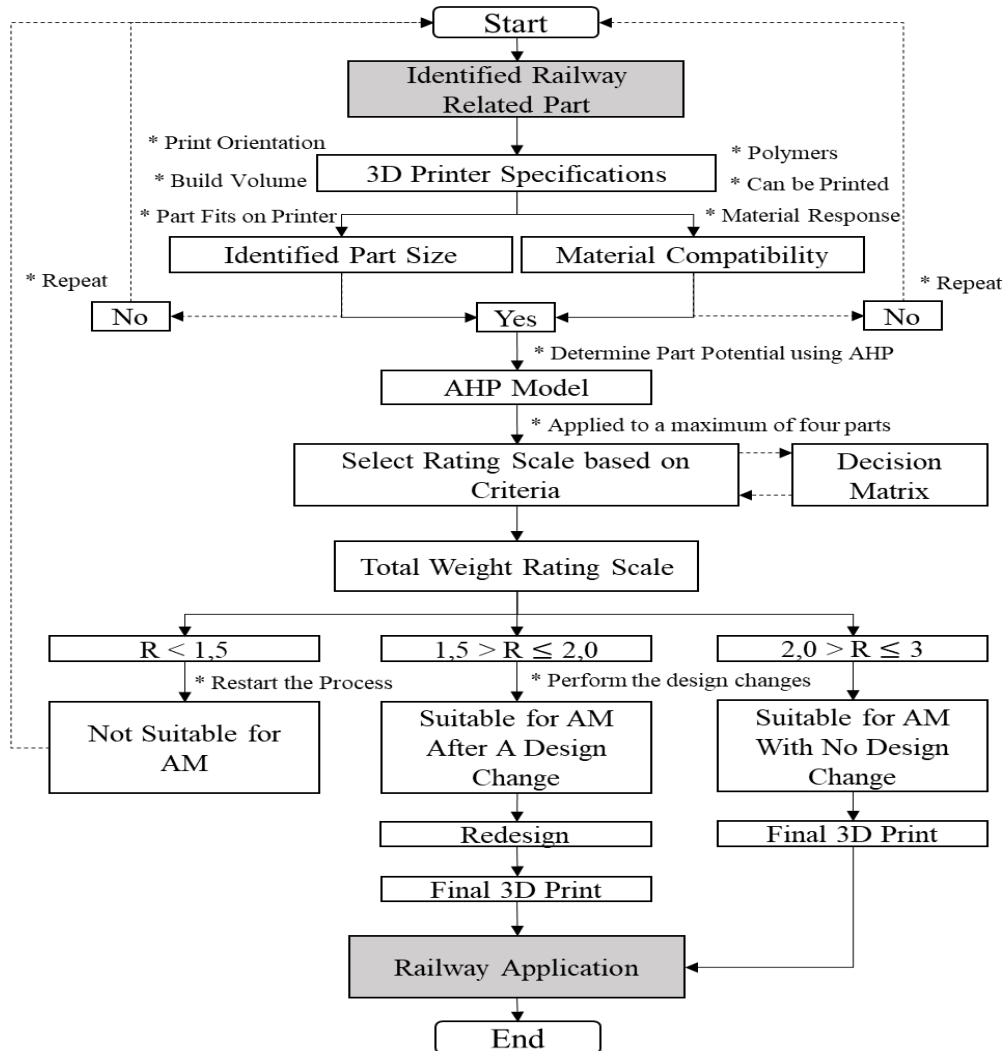 Start
Identified Railway
Related Part
* Print Orientation
* Polymers
3D Printer Specifications
* Build Volume
* Can be Printed
* Part Fits on Printer
* Material Response
Identified Part Size
Material Compatibility
* Repeat
* Repeat
No
Yes
No
* Determine Part Potential using AHP
AHP Model
* Applied to a maximum of four parts
Select Rating Scale based on
Criteria
Decision
Matrix
Total Weight Rating Scale
R < 1,5
1,5 > R ≤ 2,0
2,0 > R ≤ 3
* Restart the Process
* Perform the design changes
Not Suitable for
AM
Suitable for AM
After A Design
Change
Suitable for AM
With No Design
Change
Redesign
Final 3D Print
Final 3D Print
Railway Application
End